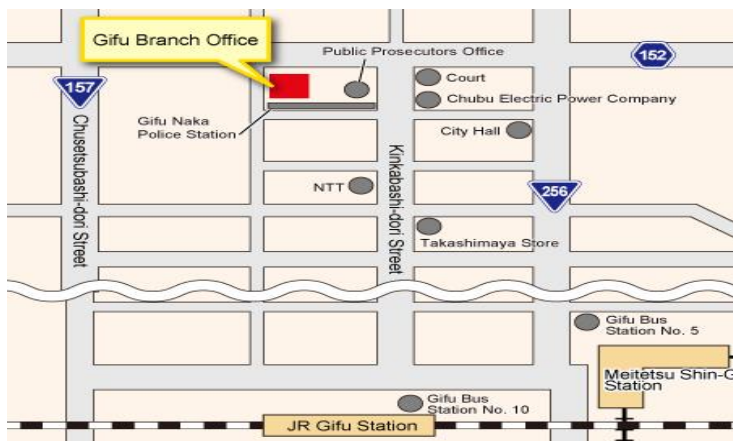 Gifu Branch Office
Public Prosecutors Office
152
157
Court
Chubu Electric Power Company
Gifu Naka
Police Station
City Hall
Chusetsubashi-dori Street
Kinkabashi-dori Street
NTT
256
Takashimaya Store
Gifu Bus
Station No. 5
Meitetsu Shin-G
Station
Gifu Bus
Station No. 10
JR Gifu Station